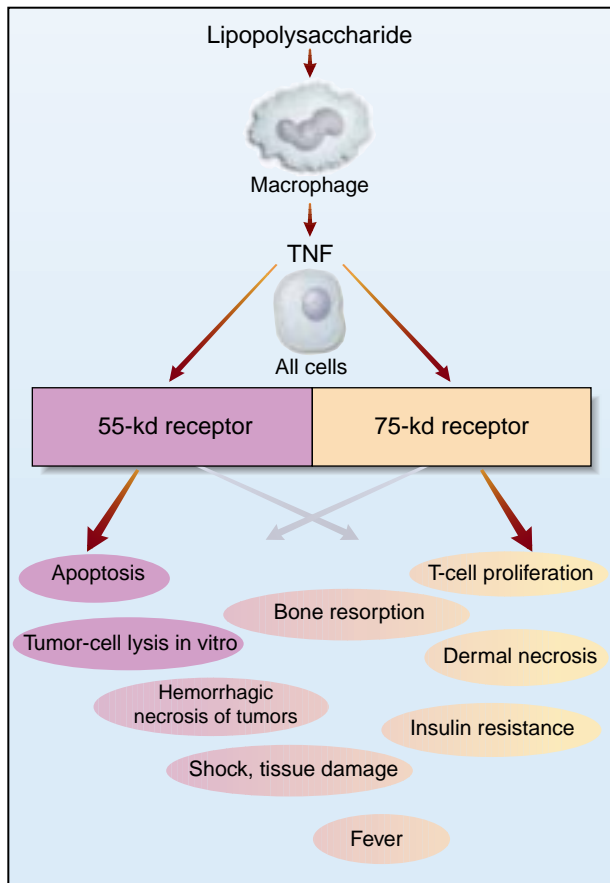 Lipopolysaccharide
Macrophage
TNF
All cells
55-kd receptor
75-kd receptor
Apoptosis
T-cell proliferation
Bone resorption
Tumor-cell lysis in vitro
Dermal necrosis
Hemorrhagic
necrosis of tumors
Insulin resistance
Shock, tissue damage
Fever